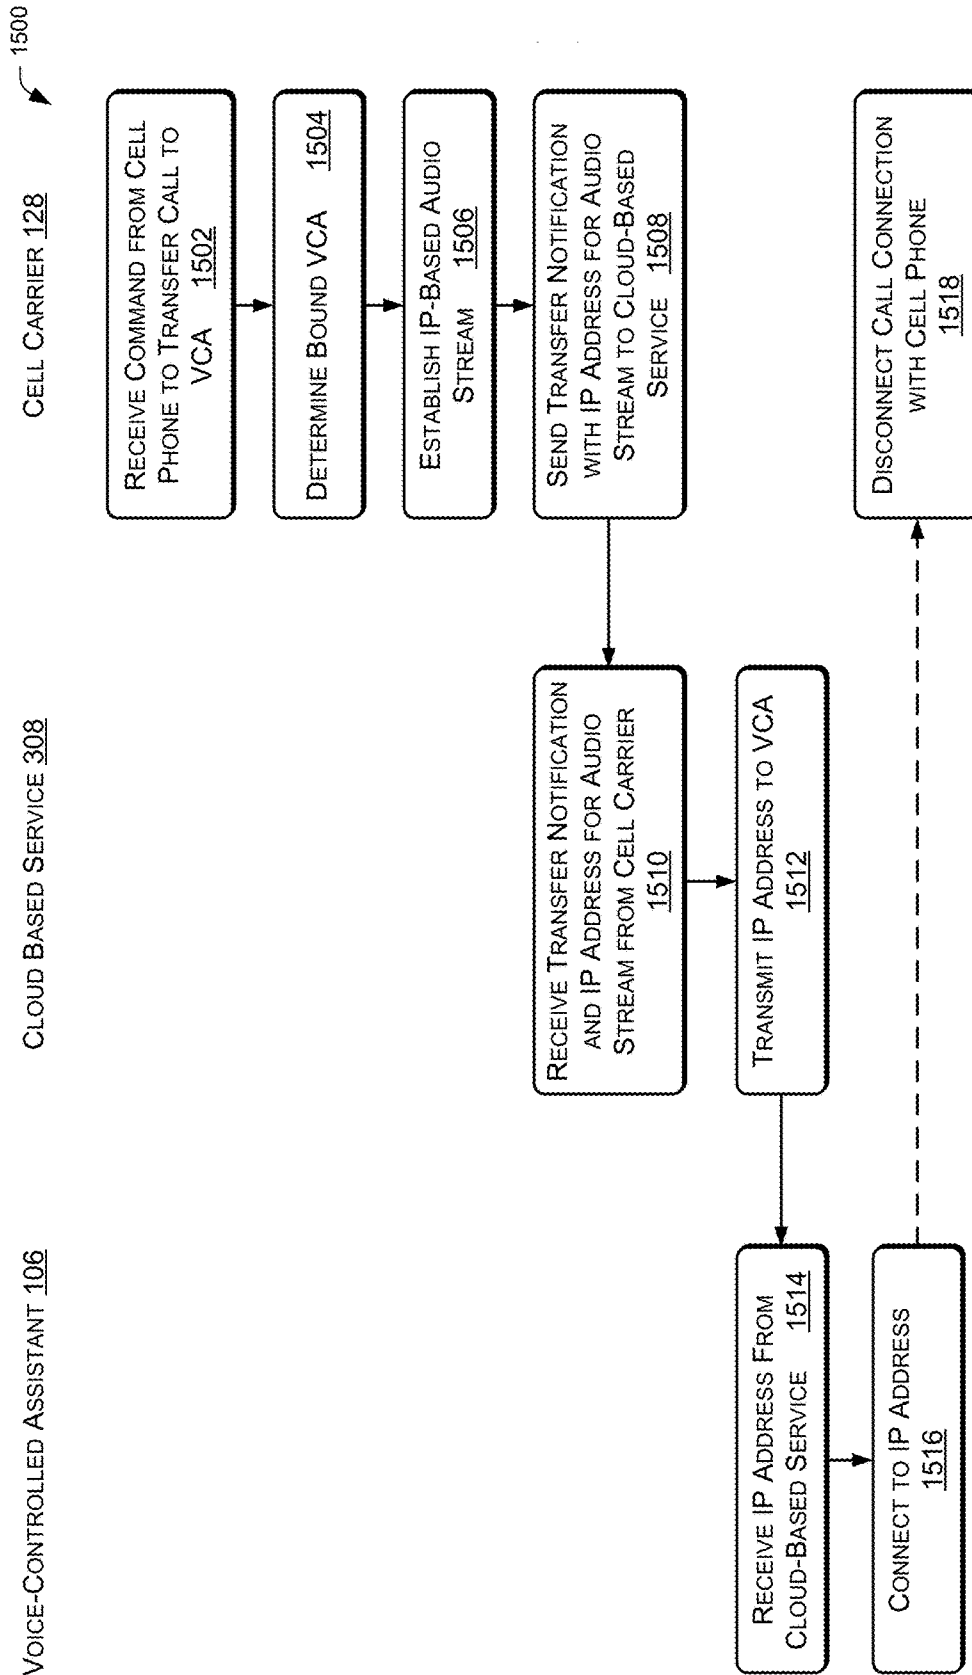 1500
VOICE-CONTROLLED ASSISTANT 106
CLOUD BASED SERVICE 308
CELL CARRIER 128
RECEIVE COMMAND FROM CELL
PHONE TO TRANSFER CALL TO
VCA 1502
DETERMINE BOUND VCA 1504
ESTABLISH IP-BASED AUDIO
STREAM 1506
SEND TRANSFER NOTIFICATION
WITH IP ADDRESS FOR AUDIO
STREAM TO CLOUD-BASED
SERVICE 1508
RECEIVE TRANSFER NOTIFICATION
AND IP ADDRESS FOR AUDIO
STREAM FROM CELL CARRIER
1510
TRANSMIT IP ADDRESS TO VCA
1512
RECEIVE IP ADDRESS FROM
CLOUD-BASED SERVICE 1514
CONNECT TO IP ADDRESS
1516
DISCONNECT CALL CONNECTION
WITH CELL PHONE
1518